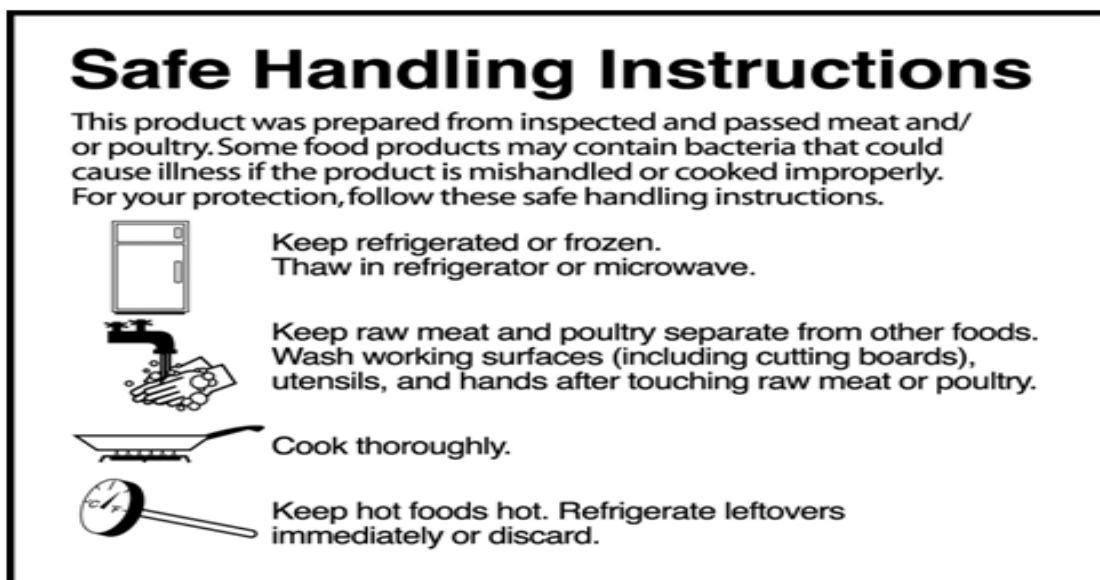 Safe Handling Instructions
This product was prepared from inspected and passed meat and/
or poultry. Some food products may contain bacteria that could
cause illness if the product is mishandled or cooked improperly.
For your protection, follow these safe handling instructions.
Keep refrigerated or frozen.
Thaw in refrigerator or microwave.
Keep raw meat and poultry separate from other foods.
Wash working surfaces (including cutting boards),
utensils, and hands after touching raw meat or poultry.
Cook thoroughly.
°C °F
Keep hot foods hot. Refrigerate leftovers
immediately or discard.